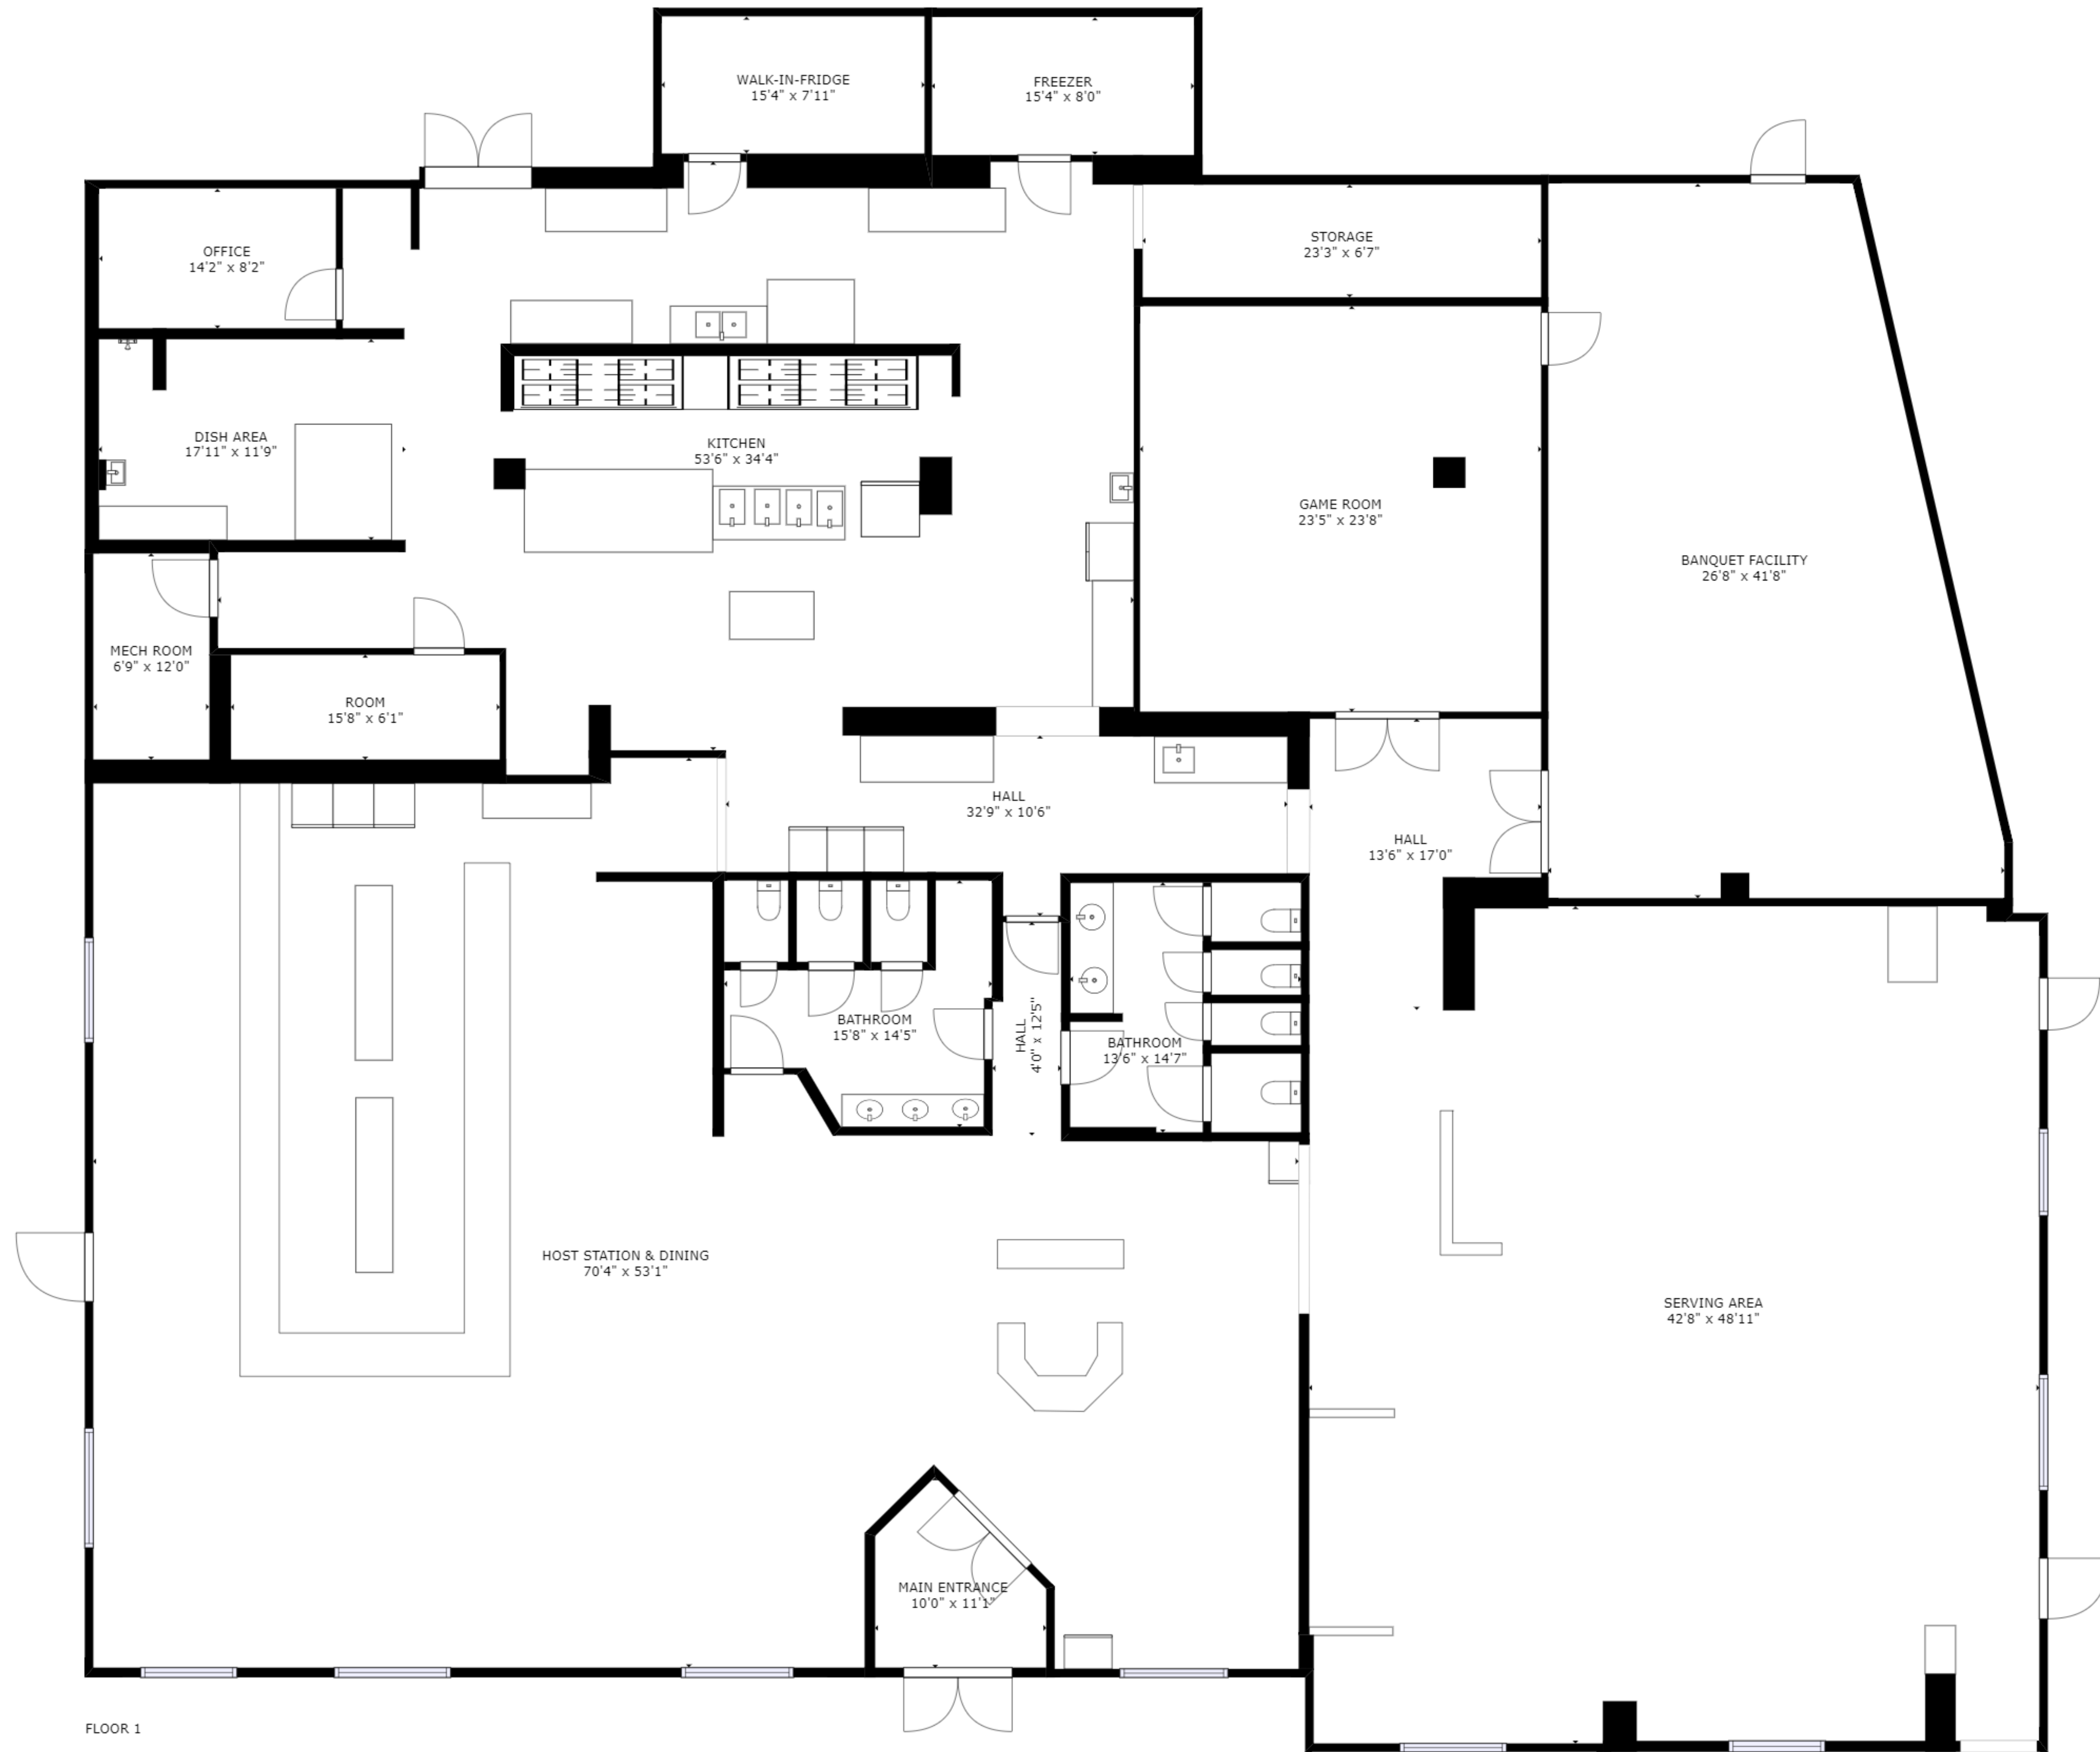 WALK-IN-FRIDGE
15'4" x 7'11"
FREEZER
15'4" x 8'0"
OFFICE
14'2" x 8'2"
STORAGE
23'3" x 6'7"
DISH AREA
17'11" x 11'9"
KITCHEN
53'6" x 34'4"
GAME ROOM
23'5" x 23'8"
BANQUET FACILITY
26'8" x 41'8"
MECH ROOM
6'9" x 12'0"
ROOM
15'8" x 6'1"
HALL
32'9" x 10'6"
HALL
13'6" x 17'0"
BATHROOM
15'8" x 14'5"
HALL
4'0" x 12'5"
BATHROOM
13'6" x 14'7"
HOST STATION & DINING
70'4" x 53'1"
SERVING AREA
42'8" x 48'11"
MAIN ENTRANCE
10'0" x 11'1"
FLOOR 1